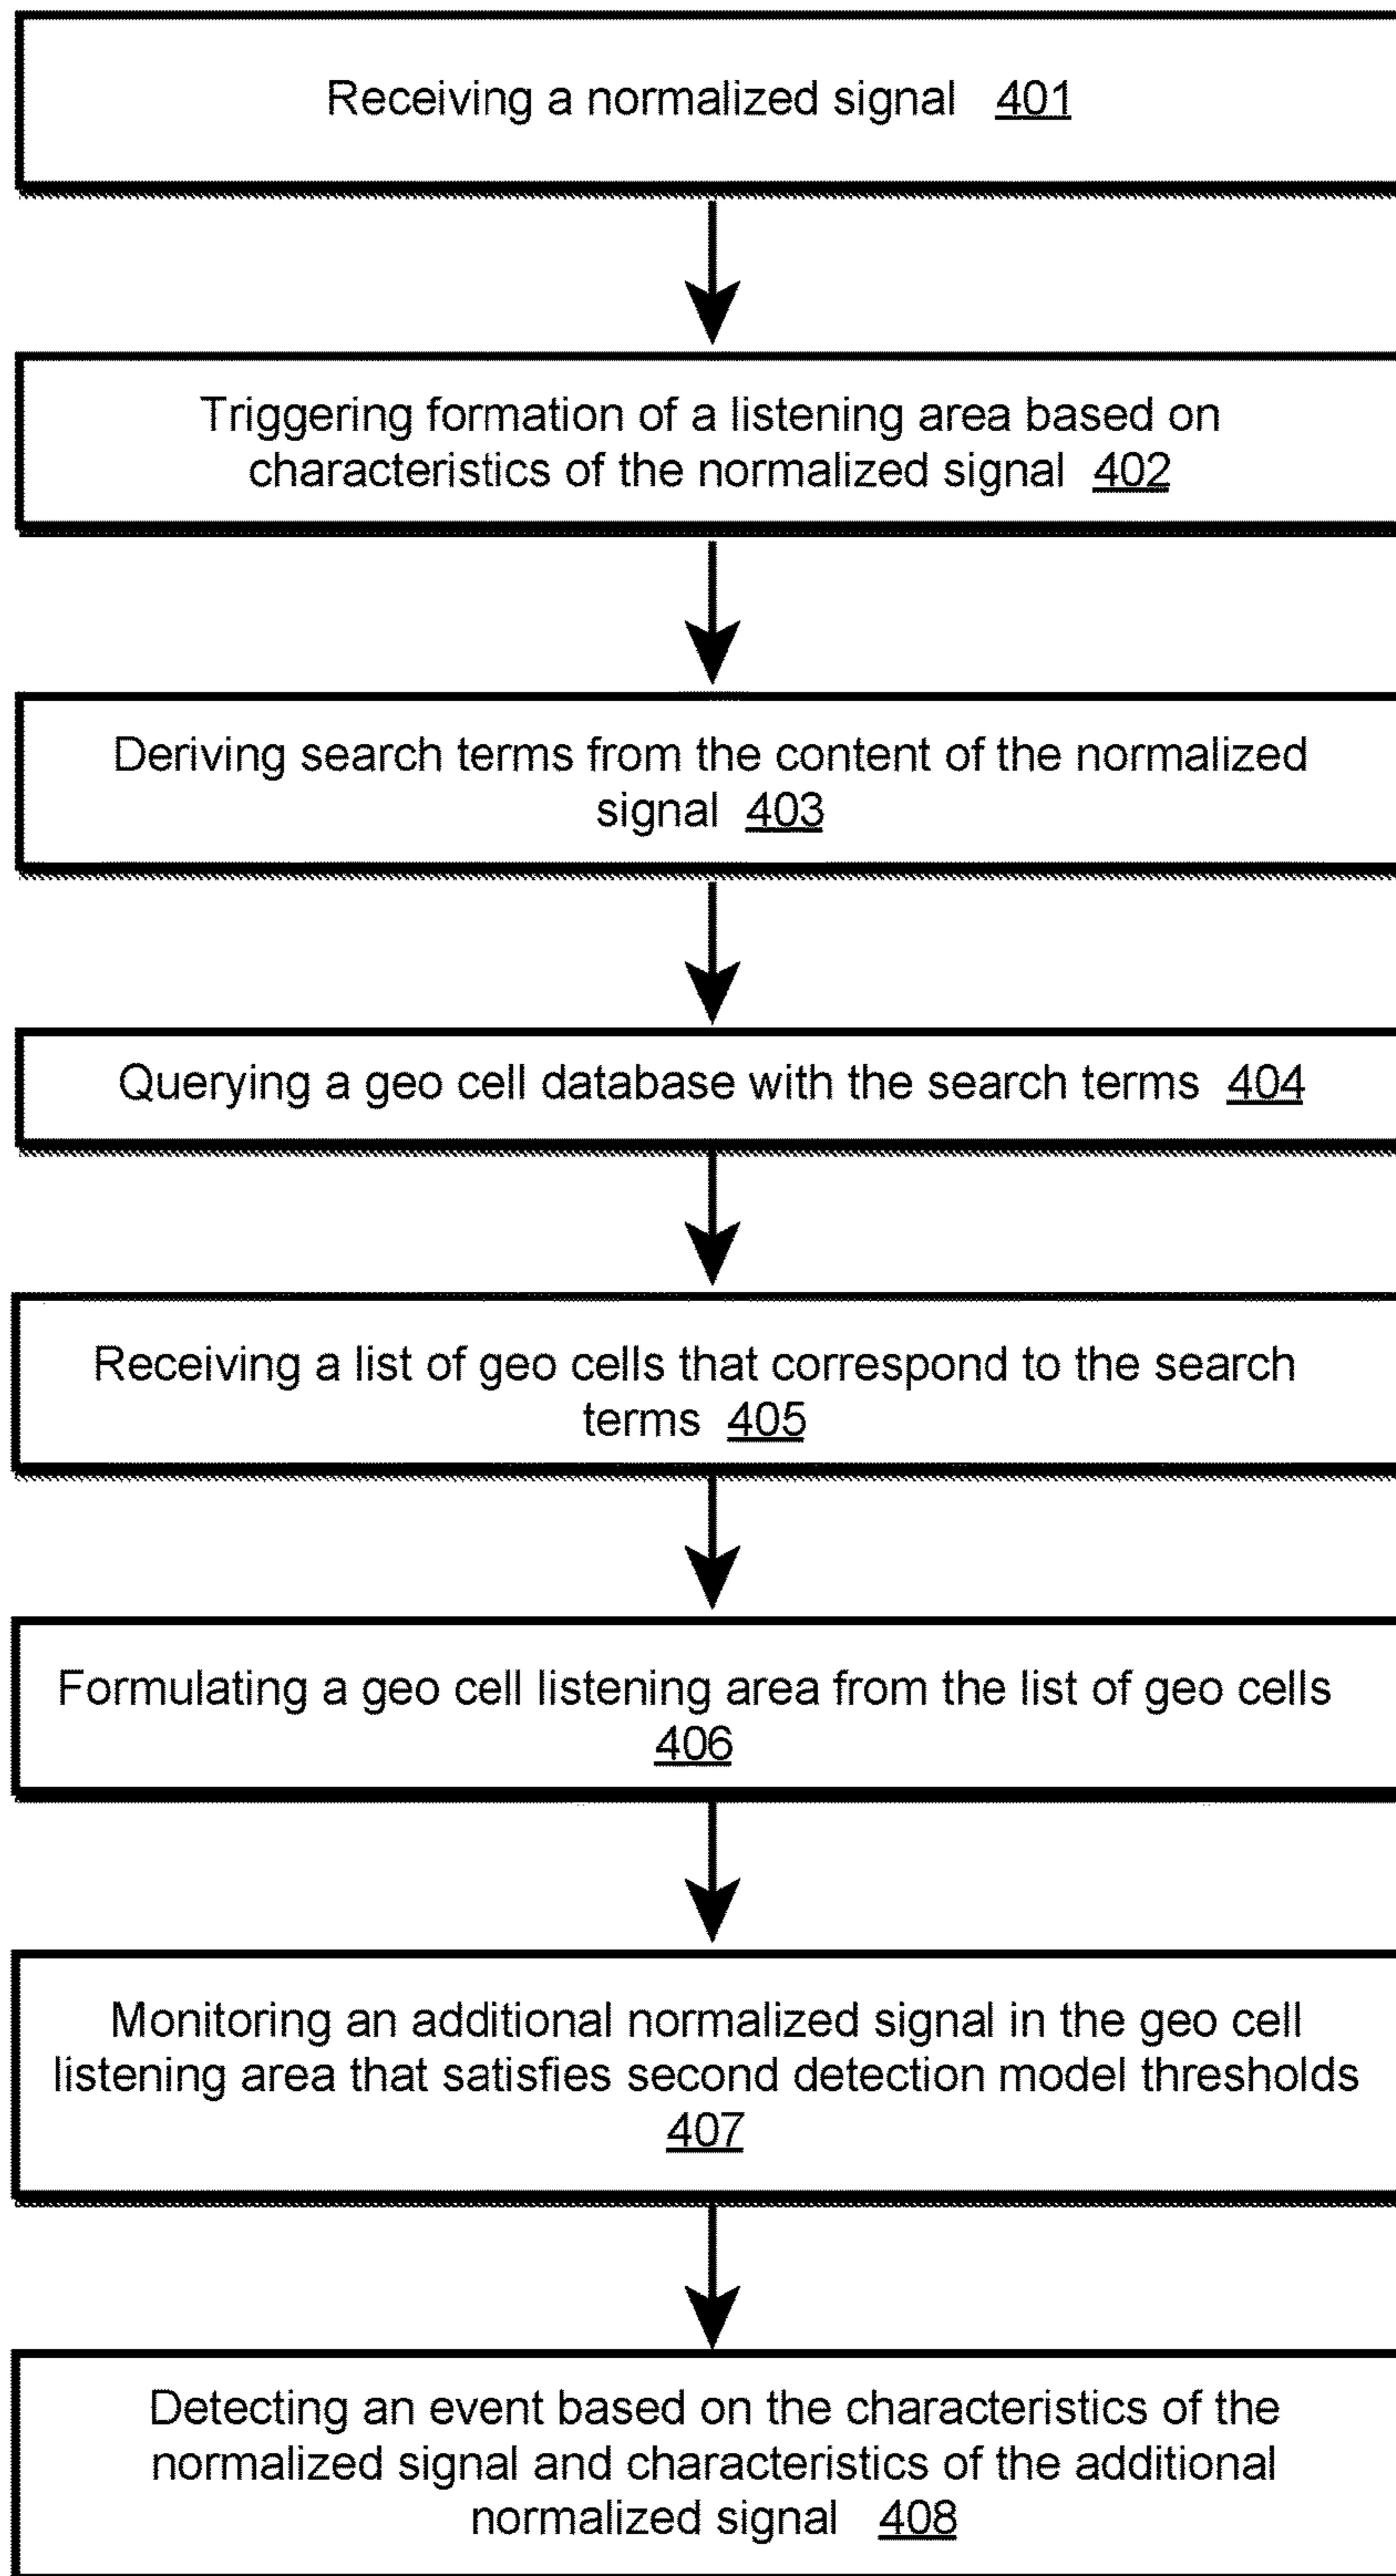 Receiving a normalized signal 401
Triggering formation of a listening area based on
characteristics of the normalized signal 402
Deriving search terms from the content of the normalized
signal 403
Querying a geo cell database with the search terms 404
Receiving a list of geo cells that correspond to the search
terms 405
Formulating a geo cell listening area from the list of geo cells
406
Monitoring an additional normalized signal in the geo cell
listening area that satisfies second detection model thresholds
407
Detecting an event based on the characteristics of the
normalized signal and characteristics of the additional
normalized signal 408